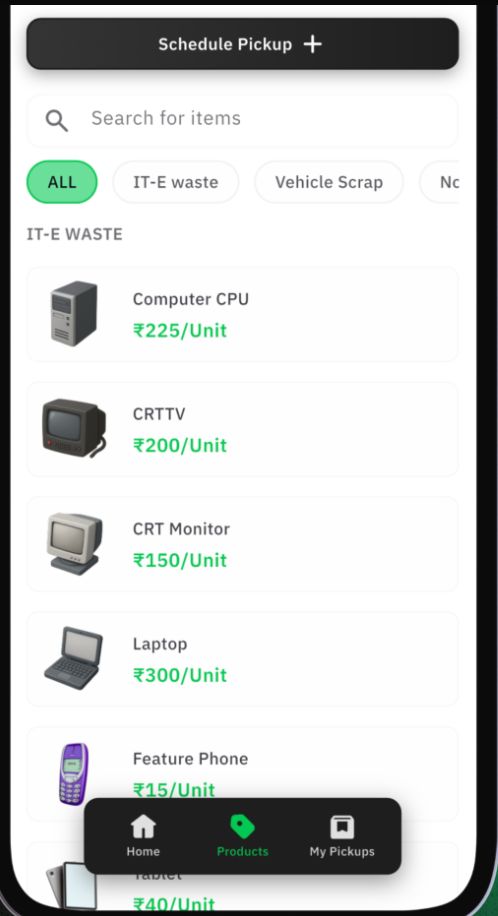 Schedule Pickup +
Search for items
ALL
IT-E waste
Vehicle Scrap
IT-E WASTE
Computer CPU
₹225/Unit
CRTTV
₹200/Unit
CRT Monitor
₹150/Unit
Laptop
₹300/Unit
Feature Phone
₹15/Unit
Home
Products
My Pickups
Tablet
₹40/Unit